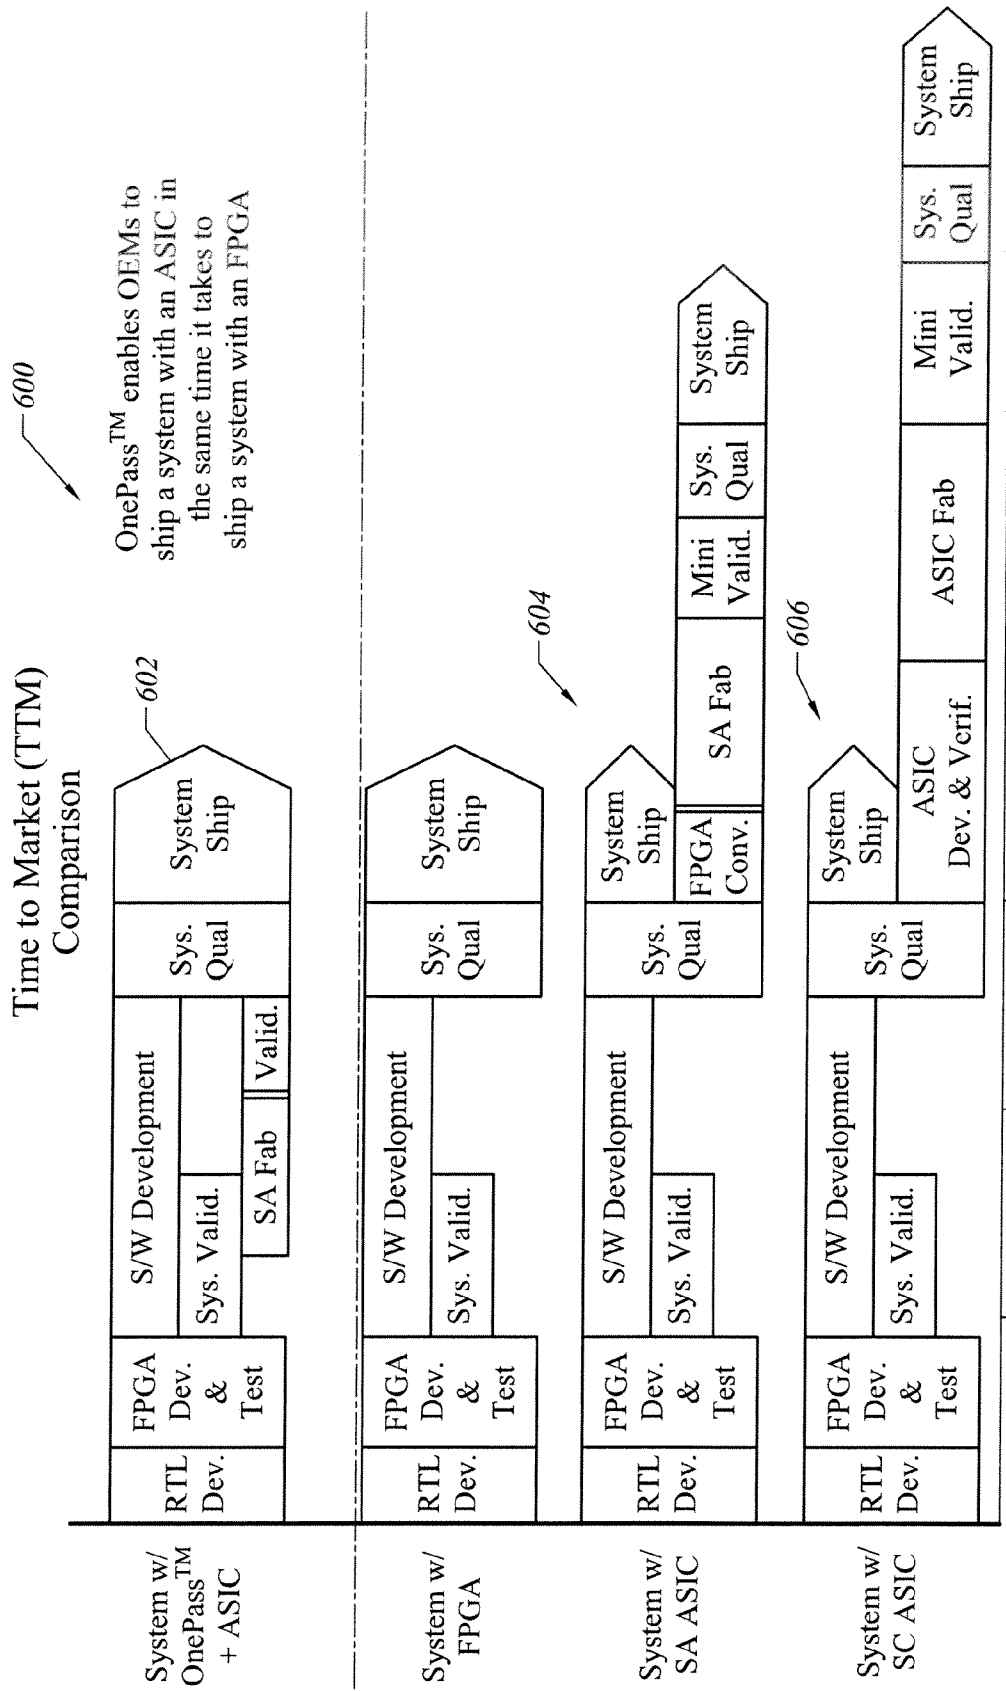 Time to Market (TTM)
Comparison
600
OnePass™ enables OEMs to
ship a system with an ASIC in
the same time it takes to
ship a system with an FPGA
System w/
OnePass™
+ ASIC
RTL
Dev.
FPGA
Dev.
&
Test
S/W Development
Sys. Valid.
SA Fab
Valid.
Sys.
Qual
System
Ship
602
System w/
FPGA
RTL
Dev.
FPGA
Dev.
&
Test
S/W Development
Sys. Valid.
Sys.
Qual
System
Ship
System w/
SA ASIC
RTL
Dev.
FPGA
Dev.
&
Test
S/W Development
Sys. Valid.
Sys.
Qual
System
Ship
604
FPGA
Conv.
SA Fab
Mini
Valid.
Sys.
Qual
System
Ship
System w/
SC ASIC
RTL
Dev.
FPGA
Dev.
&
Test
S/W Development
Sys. Valid.
Sys.
Qual
System
Ship
606
ASIC
Dev. & Verif.
ASIC Fab
Mini
Valid.
Sys.
Qual
System
Ship